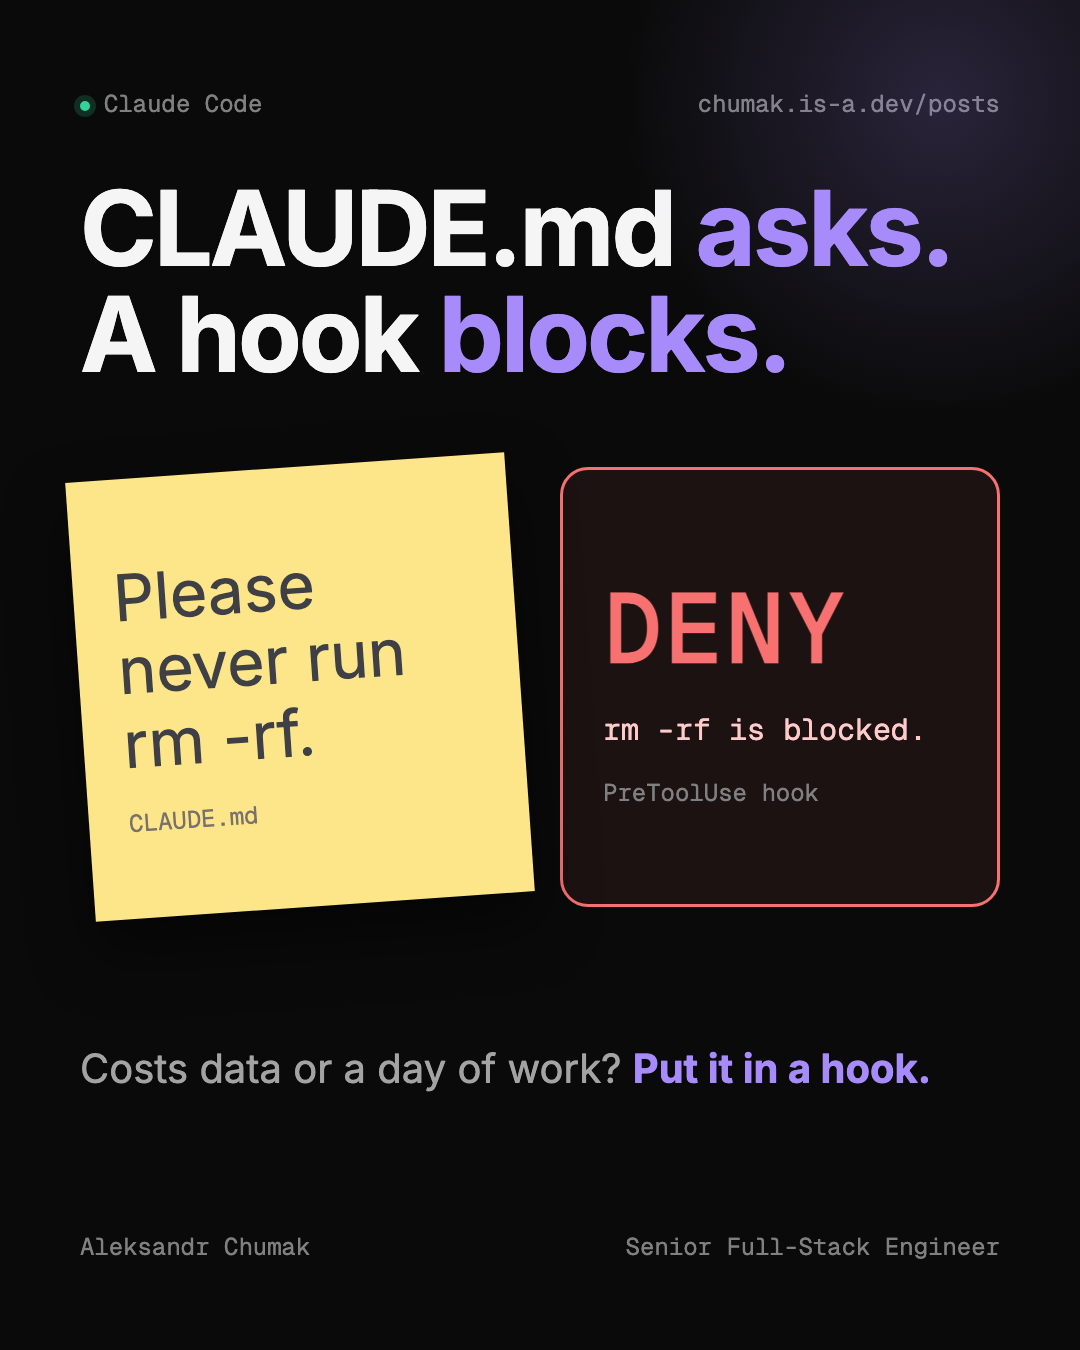 Claude Code
chumak.is-a.dev/posts
CLAUDE.md asks.
A hook blocks.
Please
never run
rm -rf.
CLAUDE.md
DENY
rm -rf is blocked.
PreToolUse hook
Costs data or a day of work? Put it in a hook.
Aleksandr Chumak
Senior Full-Stack Engineer